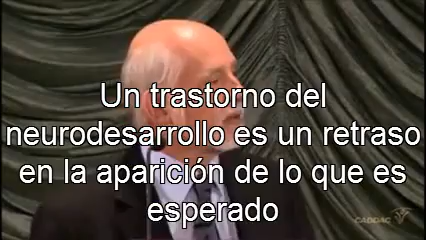 Un trastorno del
neurodesarrollo es un retraso
en la aparición de lo que es
esperado
CADDAC